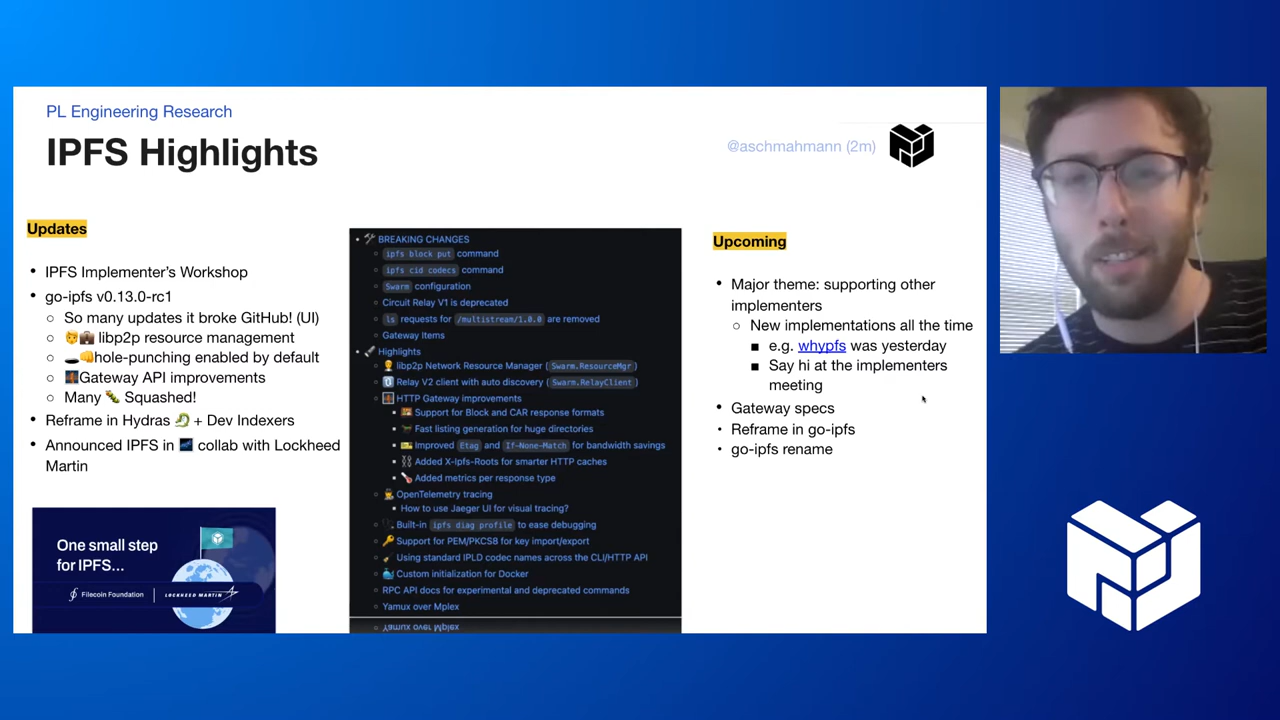 PL Engineering Research
IPFS Highlights
@aschmahmann (2m)
Updates
• IPFS Implementer's Workshop
• go-ipfs v0.13.0-rc1
○ So many updates it broke GitHub! (UI)
○ 🤵💼 libp2p resource management
○ 🕳👊hole-punching enabled by default
○ 🌉Gateway API improvements
○ Many 🐛 Squashed!
• Reframe in Hydras 🐉 + Dev Indexers
• Announced IPFS in 🌌 collab with Lockheed
Martin
One small step
for IPFS...
Filecoin Foundation | LOCKHEED MARTIN
• 🛠 BREAKING CHANGES
ipfs block put command
ipfs cid codecs command
Swarm configuration
Circuit Relay V1 is deprecated
ls requests for /multistream/1.0.0 are removed
Gateway Items
• 🚀 Highlights
libp2p Network Resource Manager (Swarm.ResourceMgr)
Relay V2 client with auto discovery (Swarm.RelayClient)
🌉 HTTP Gateway improvements
Support for Block and CAR response formats
Fast listing generation for huge directories
Improved Etag and If-None-Match for bandwidth savings
⛓ Added X-Ipfs-Roots for smarter HTTP caches
Added metrics per response type
OpenTelemetry tracing
How to use Jaeger UI for visual tracing?
🩺 Built-in ipfs diag profile to ease debugging
🔑 Support for PEM/PKCS8 for key import/export
Using standard IPLD codec names across the CLI/HTTP API
🐳 Custom initialization for Docker
RPC API docs for experimental and deprecated commands
Yamux over Mplex
Yamux over Mplex
Upcoming
• Major theme: supporting other
implementers
○ New implementations all the time
■ e.g. whypfs was yesterday
■ Say hi at the implementers
meeting
• Gateway specs
• Reframe in go-ipfs
• go-ipfs rename